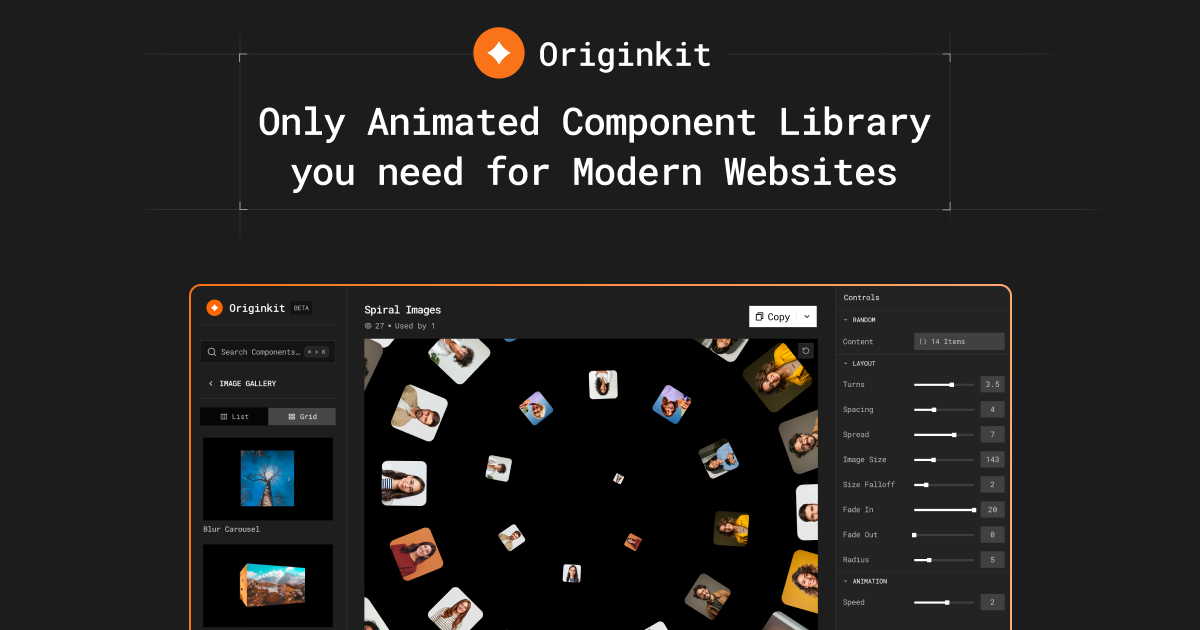 Originkit
Only Animated Component Library
you need for Modern Websites
Originkit BETA
Search Components… ⌘ + K
IMAGE GALLERY
List
Grid
Blur Carousel
Spiral Images
27 • Used by 1
Copy
Controls
RANDOM
Content {} 14 Items
LAYOUT
Turns 3.5
Spacing 4
Spread 7
Image Size 143
Size Falloff 2
Fade In 20
Fade Out 0
Radius 5
ANIMATION
Speed 2